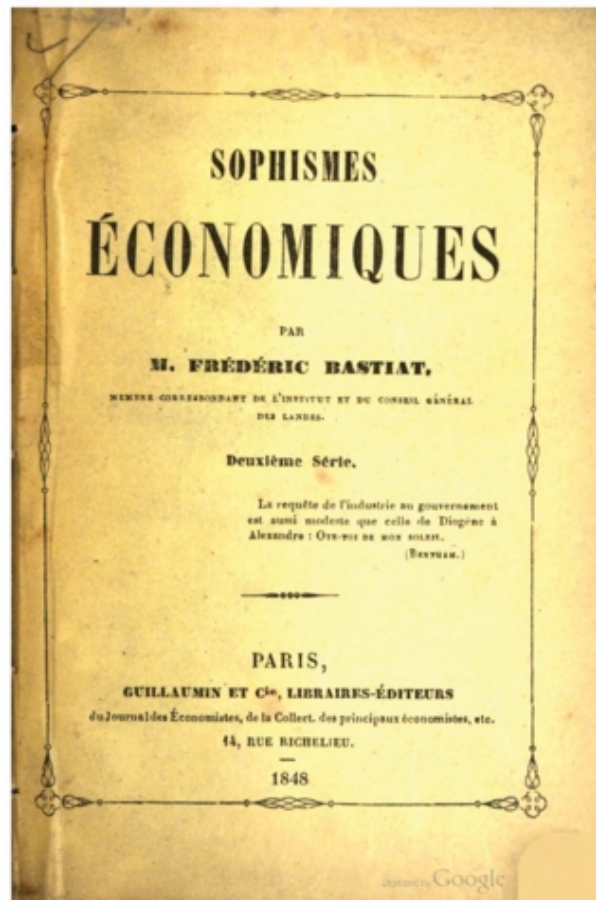 SOPHISMES
ÉCONOMIQUES
PAR
M. FRÉDÉRIC BASTIAT,
MEMBRE CORRESPONDANT DE L'INSTITUT ET DU CONSEIL GÉNÉRAL
DES LANDES.
Deuxième Série.
La requête de l'industrie au gouvernement
est aussi modeste que celle de Diogène à
Alexandre : OTE-TOI DE MON SOLEIL.
(BENTHAM.)
PARIS,
GUILLAUMIN ET Cie, LIBRAIRES-ÉDITEURS
du Journal des Économistes, de la Collect. des principaux économistes, etc.
14, RUE RICHELIEU.
1848
Digitized by Google